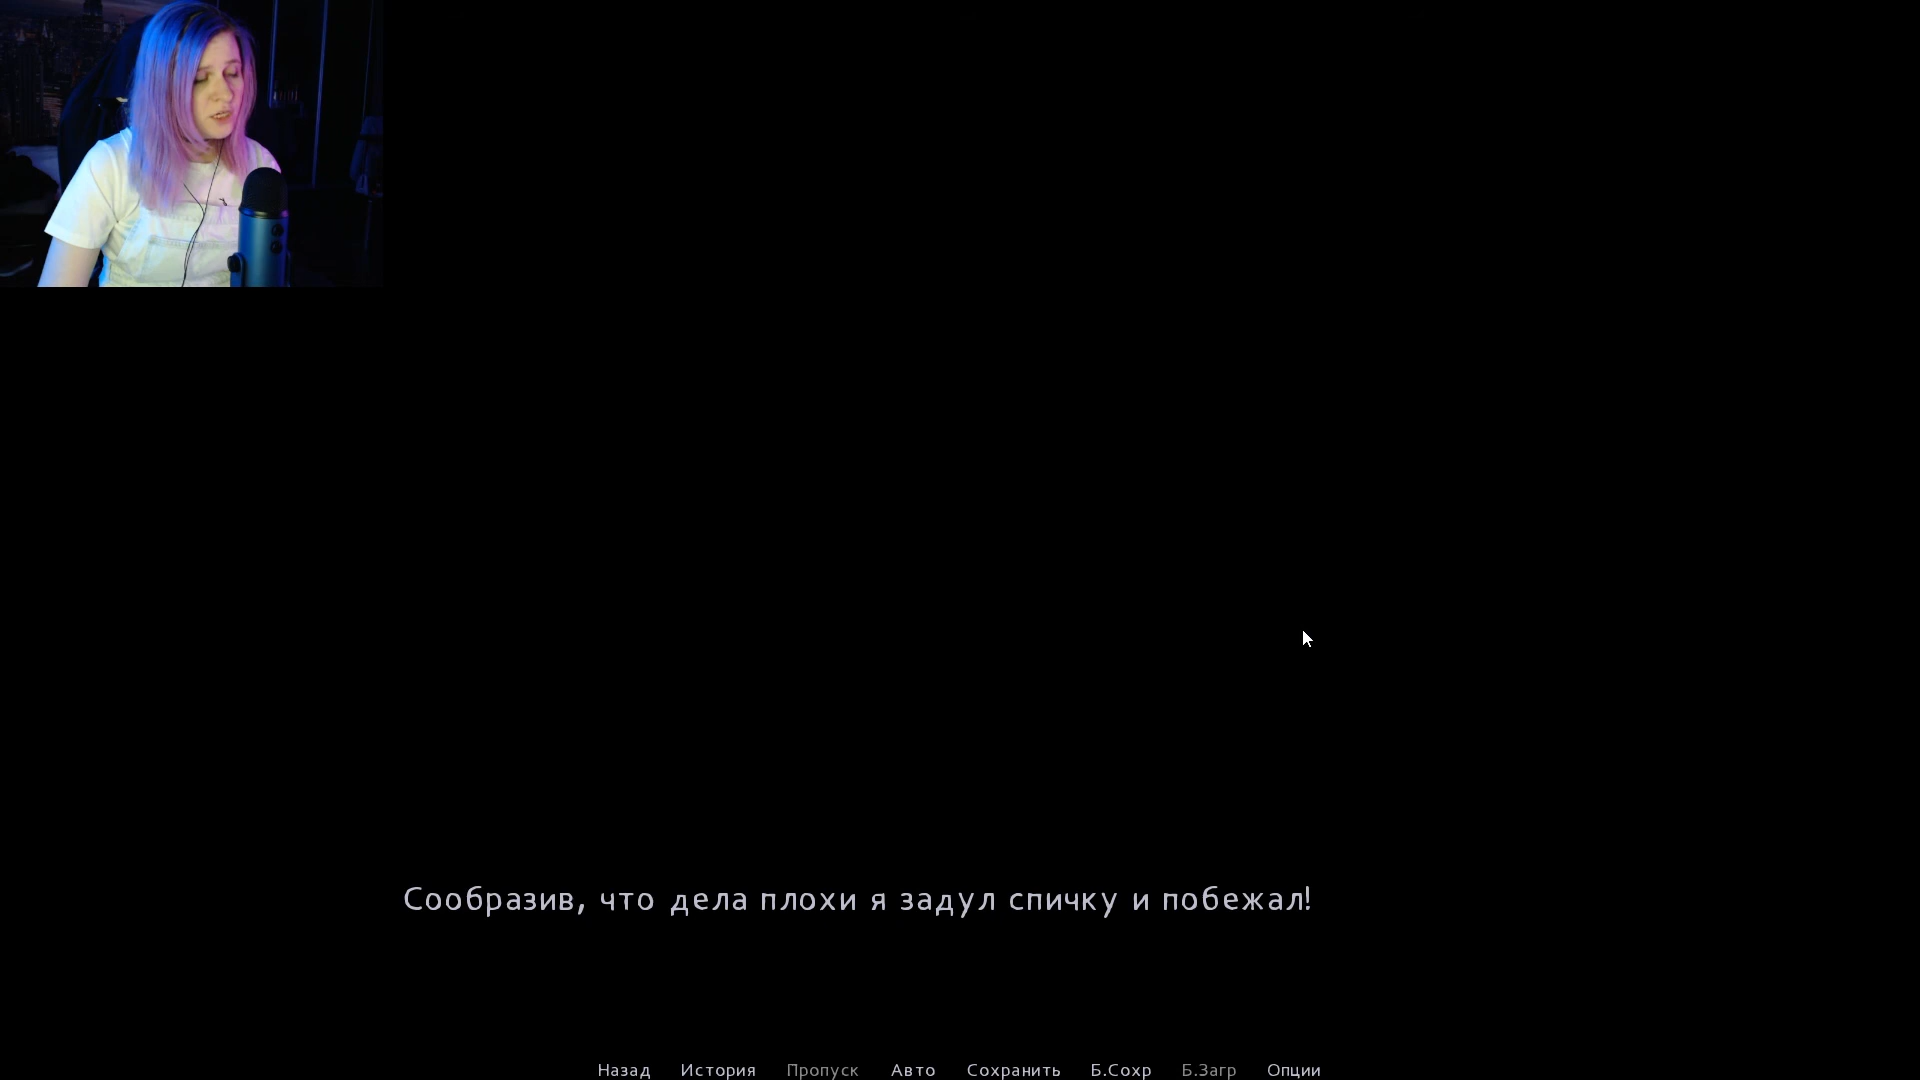 Сообразив, что дела плохи я задул спичку и побежал!
Назад История Пропуск Авто Сохранить Б.Сохр Б.Загр Опции